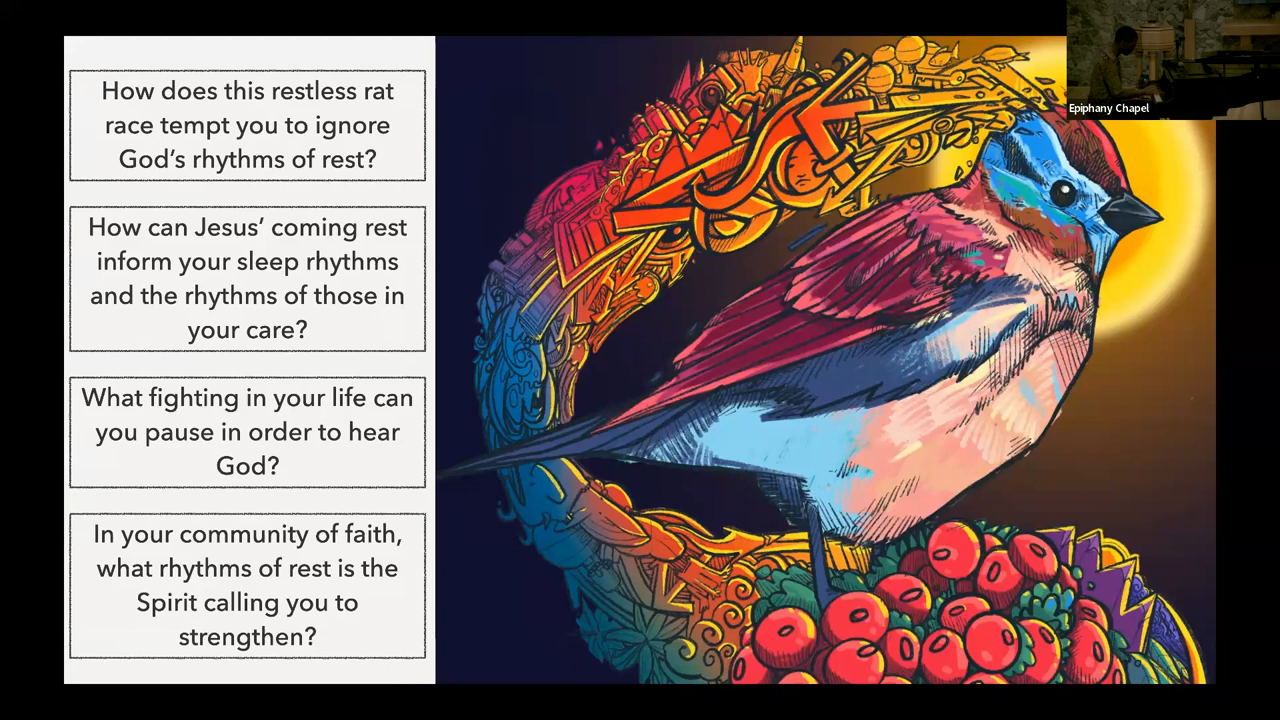 How does this restless rat
race tempt you to ignore
God's rhythms of rest?
How can Jesus' coming rest
inform your sleep rhythms
and the rhythms of those in
your care?
What fighting in your life can
you pause in order to hear
God?
In your community of faith,
what rhythms of rest is the
Spirit calling you to
strengthen?
Epiphany Chapel